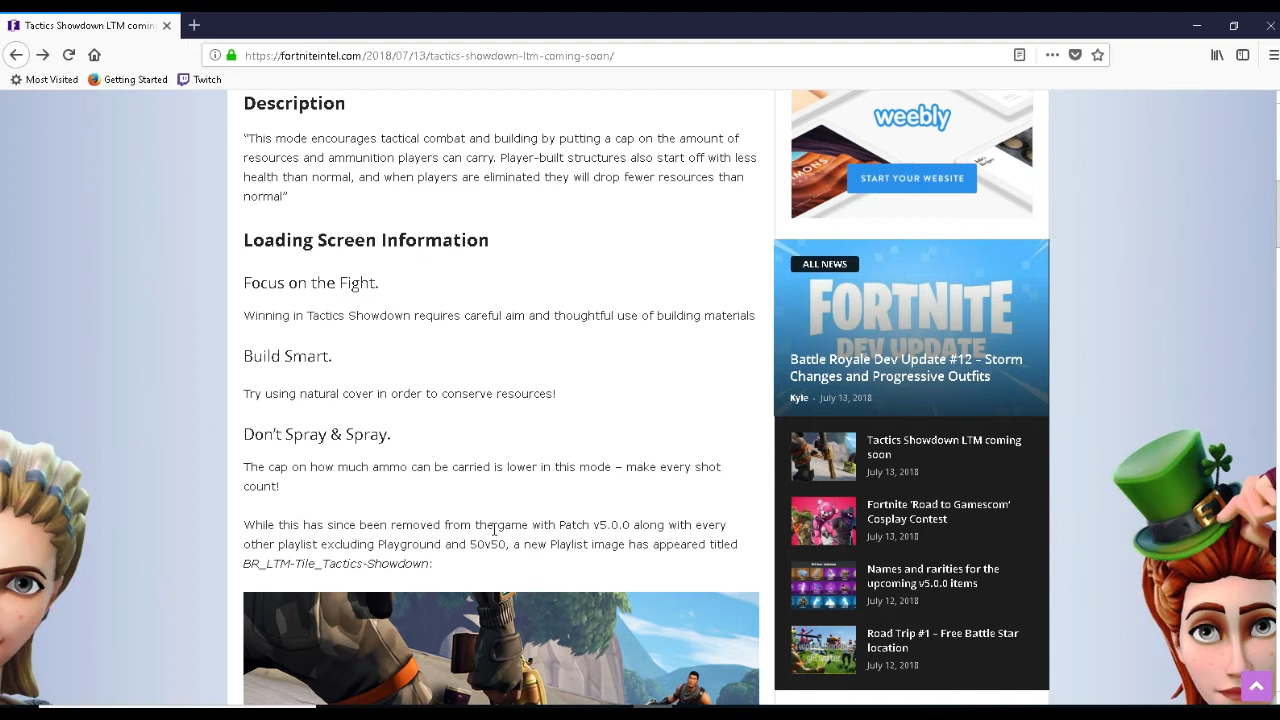 Tactics Showdown LTM coming
https://fortniteintel.com/2018/07/13/tactics-showdown-ltm-coming-soon/
Most Visited
Getting Started
Twitch
Description
“This mode encourages tactical combat and building by putting a cap on the amount of
resources and ammunition players can carry. Player-built structures also start off with less
health than normal, and when players are eliminated they will drop fewer resources than
normal”
Loading Screen Information
Focus on the Fight.
Winning in Tactics Showdown requires careful aim and thoughtful use of building materials
Build Smart.
Try using natural cover in order to conserve resources!
Don’t Spray & Spray.
The cap on how much ammo can be carried is lower in this mode – make every shot
count!
While this has since been removed from the game with Patch v5.0.0 along with every
other playlist excluding Playground and 50v50, a new Playlist image has appeared titled
BR_LTM-Tile_Tactics-Showdown:
weebly
START YOUR WEBSITE
ALL NEWS
FORTNITE
DEV UPDATE
Battle Royale Dev Update #12 – Storm
Changes and Progressive Outfits
Kyle - July 13, 2018
Tactics Showdown LTM coming
soon
July 13, 2018
Fortnite ‘Road to Gamescom’
Cosplay Contest
July 13, 2018
Names and rarities for the
upcoming v5.0.0 items
July 12, 2018
Road Trip #1 – Free Battle Star
location
July 12, 2018